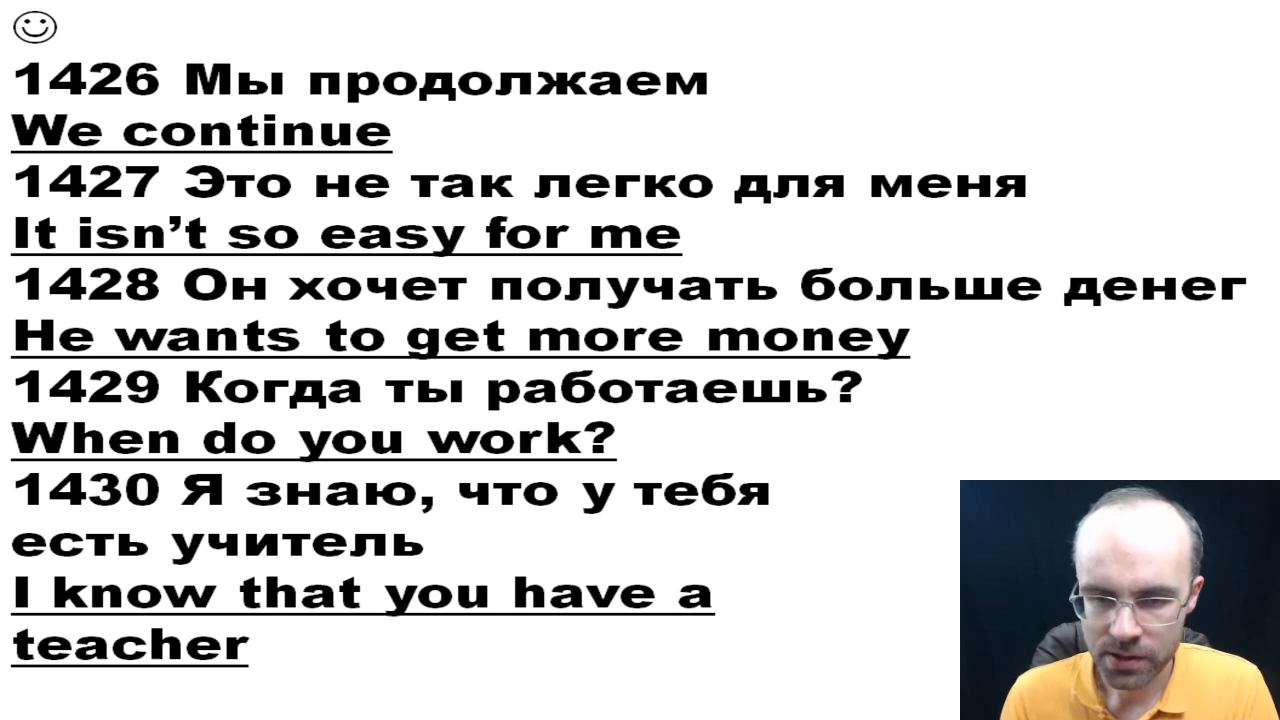 1426 Мы продолжаем
We continue
1427 Это не так легко для меня
It isn’t so easy for me
1428 Он хочет получать больше денег
He wants to get more money
1429 Когда ты работаешь?
When do you work?
1430 Я знаю, что у тебя
есть учитель
I know that you have a
teacher